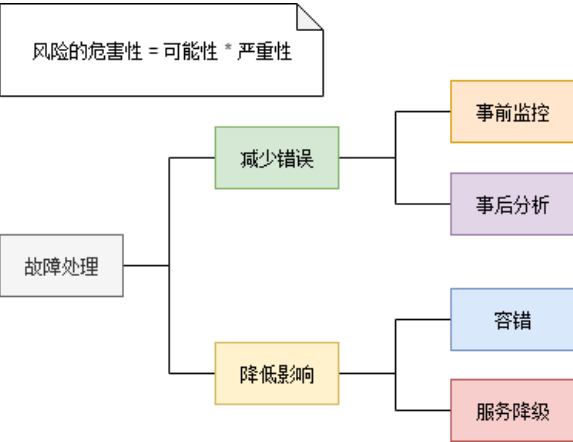 风险的危害性 = 可能性 * 严重性
事前监控
减少错误
事后分析
故障处理
容错
降低影响
服务降级